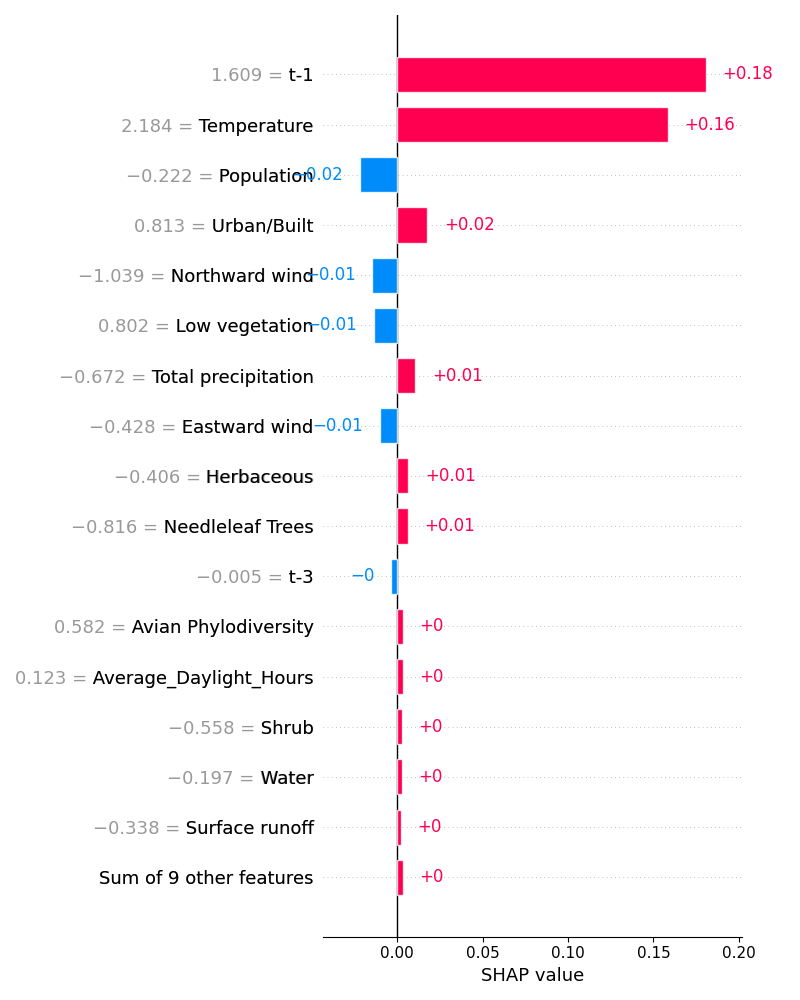 1.609 = t-1 +0.18
2.184 = Temperature +0.16
−0.222 = Population −0.02
0.813 = Urban/Built +0.02
−1.039 = Northward wind −0.01
0.802 = Low vegetation −0.01
−0.672 = Total precipitation +0.01
−0.428 = Eastward wind −0.01
−0.406 = Herbaceous +0.01
−0.816 = Needleleaf Trees +0.01
−0.005 = t-3 −0
0.582 = Avian Phylodiversity +0
0.123 = Average_Daylight_Hours +0
−0.558 = Shrub +0
−0.197 = Water +0
−0.338 = Surface runoff +0
Sum of 9 other features +0
0.00 0.05 0.10 0.15 0.20
SHAP value